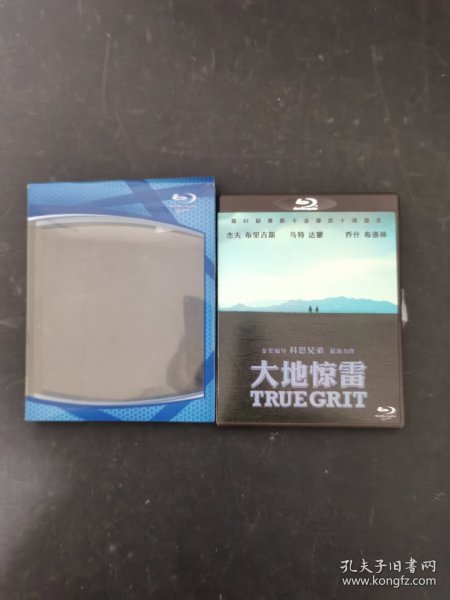 第83届奥斯卡金像奖十项提名
杰夫 布里吉斯 马特 达蒙 乔什 布洛林
金奖编导 科恩兄弟 最新力作
大地惊雷
TRUE GRIT
孔夫子旧书网
www.kongfz.com